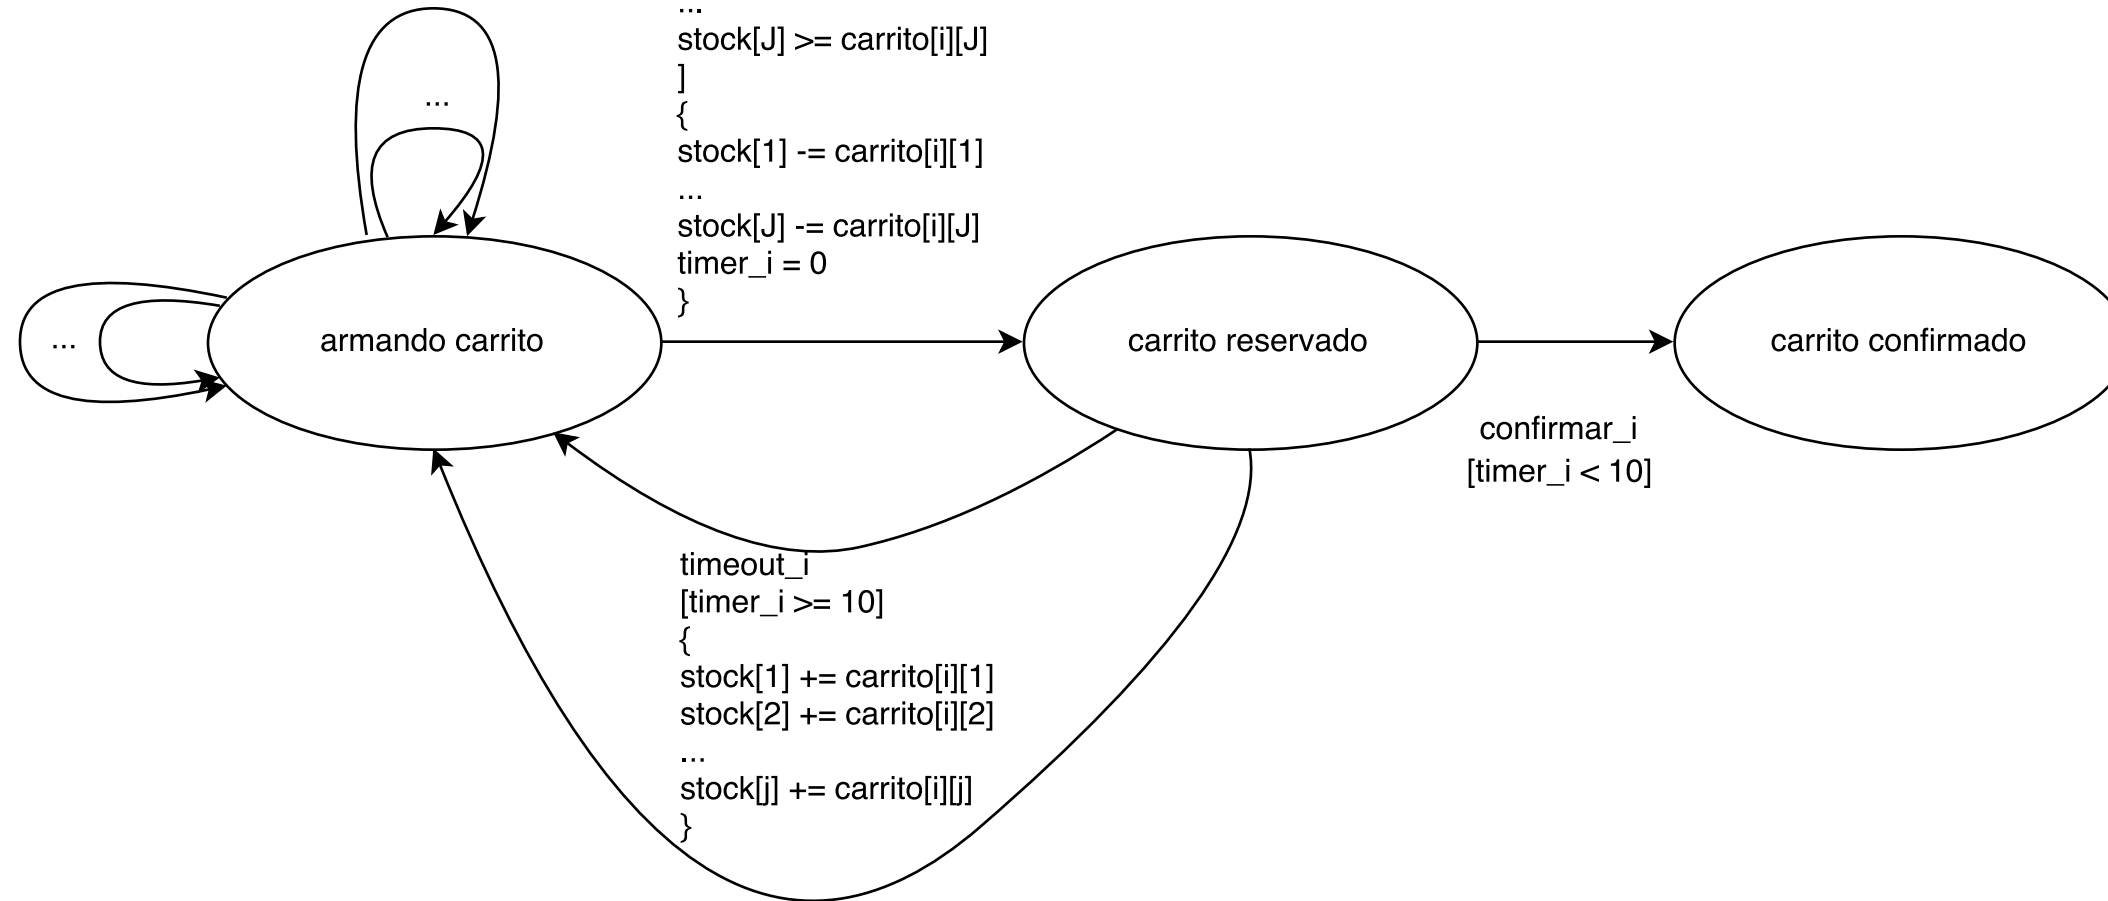 ...
stock[J] >= carrito[i][J]
]
{
stock[1] -= carrito[i][1]
...
stock[J] -= carrito[i][J]
timer_i = 0
}
...
...
armando carrito
carrito reservado
carrito confirmado
confirmar_i
[timer_i < 10]
timeout_i
[timer_i >= 10]
{
stock[1] += carrito[i][1]
stock[2] += carrito[i][2]
...
stock[j] += carrito[i][j]
}